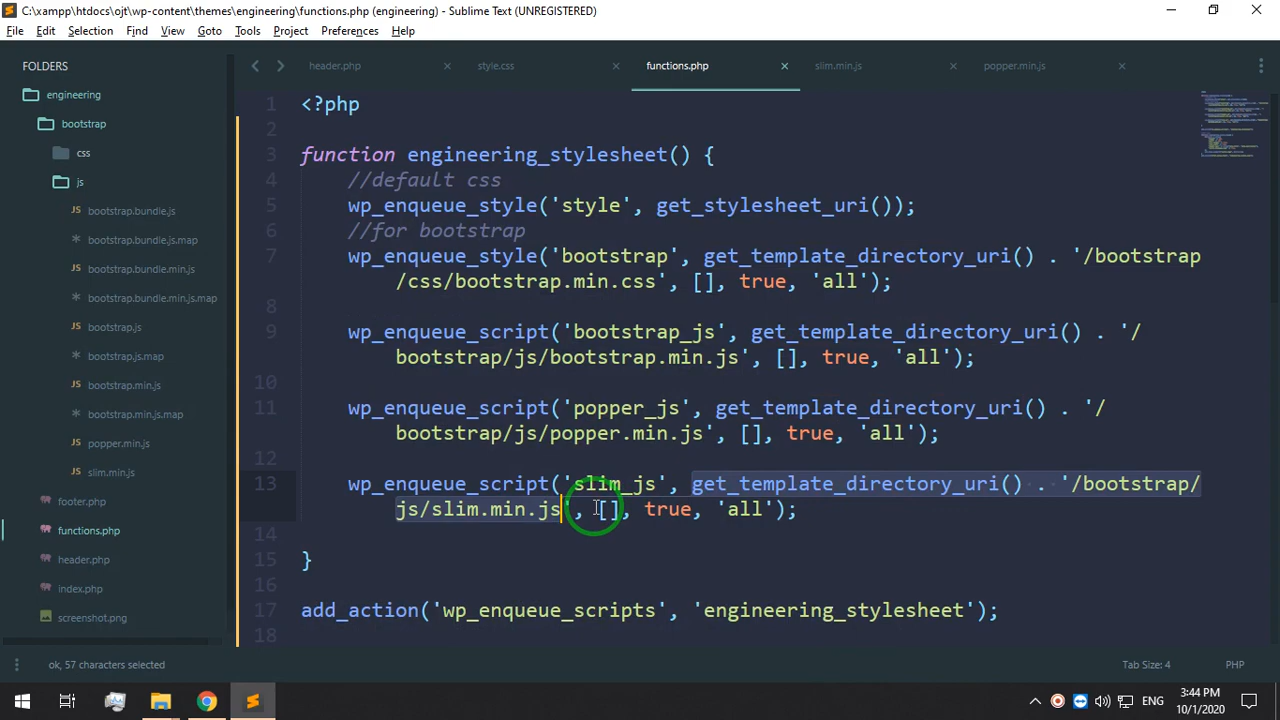 C:\xampp\htdocs\ojt\wp-content\themes\engineering\functions.php (engineering) - Sublime Text (UNREGISTERED)
File Edit Selection Find View Goto Tools Project Preferences Help
FOLDERS
engineering
bootstrap
css
js
bootstrap.bundle.js
bootstrap.bundle.js.map
bootstrap.bundle.min.js
bootstrap.bundle.min.js.map
bootstrap.js
bootstrap.js.map
bootstrap.min.js
bootstrap.min.js.map
popper.min.js
slim.min.js
footer.php
functions.php
header.php
index.php
screenshot.png
header.php style.css functions.php slim.min.js popper.min.js
1 <?php
2
3 function engineering_stylesheet() {
4 //default css
5 wp_enqueue_style('style', get_stylesheet_uri());
6 //for bootstrap
7 wp_enqueue_style('bootstrap', get_template_directory_uri() . '/bootstrap
/css/bootstrap.min.css', [], true, 'all');
8
9 wp_enqueue_script('bootstrap_js', get_template_directory_uri() . '/
bootstrap/js/bootstrap.min.js', [], true, 'all');
10
11 wp_enqueue_script('popper_js', get_template_directory_uri() . '/
bootstrap/js/popper.min.js', [], true, 'all');
12
13 wp_enqueue_script('slim_js', get_template_directory_uri() . '/bootstrap/
js/slim.min.js', [], true, 'all');
14
15 }
16
17 add_action('wp_enqueue_scripts', 'engineering_stylesheet');
18
ok, 57 characters selected Tab Size: 4 PHP
ENG 3:44 PM
10/1/2020